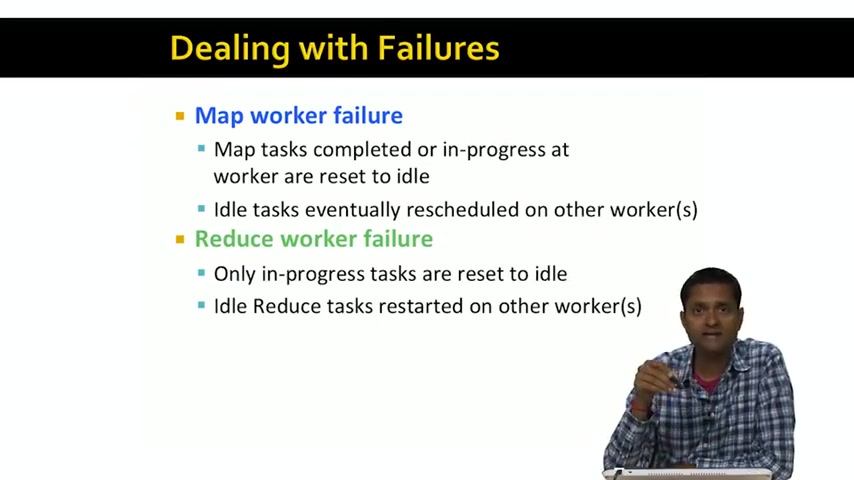 Dealing with Failures
Map worker failure
Map tasks completed or in-progress at
worker are reset to idle
Idle tasks eventually rescheduled on other worker(s)
Reduce worker failure
Only in-progress tasks are reset to idle
Idle Reduce tasks restarted on other worker(s)